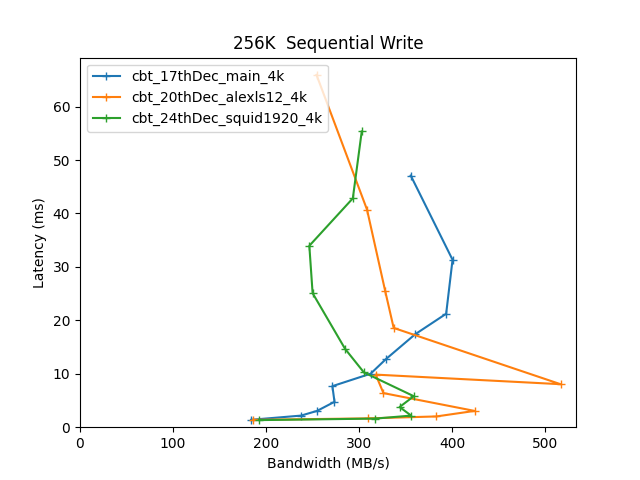 256K  Sequential Write
cbt_17thDec_main_4k
cbt_20thDec_alexls12_4k
cbt_24thDec_squid1920_4k
Latency (ms)
60
50
40
30
20
10
0
0 100 200 300 400 500
Bandwidth (MB/s)